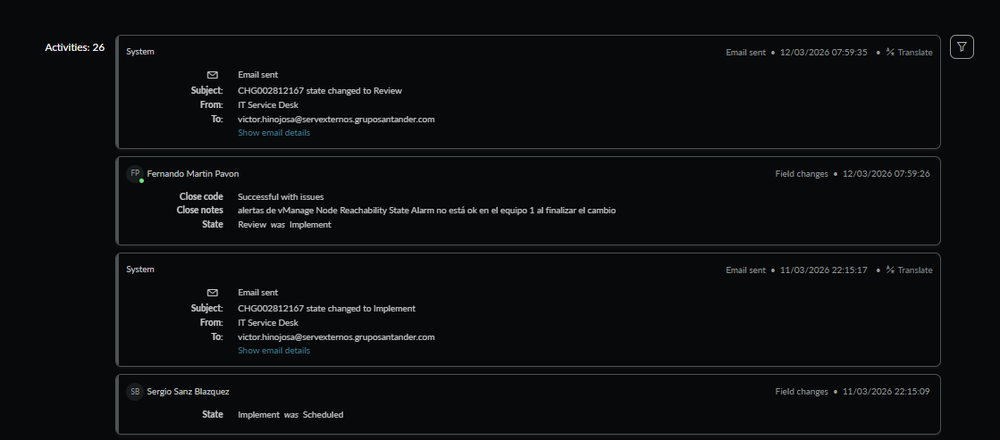 Activities: 26
System
Email sent • 12/03/2026 07:59:35 • Translate
Email sent
Subject: CHG002812167 state changed to Review
From: IT Service Desk
To: victor.hinojosa@servexternos.gruposantander.com
Show email details
FP Fernando Martin Pavon
Field changes • 12/03/2026 07:59:26
Close code Successful with issues
Close notes alertas de vManage Node Reachability State Alarm no está ok en el equipo 1 al finalizar el cambio
State Review was Implement
System
Email sent • 11/03/2026 22:15:17 • Translate
Email sent
Subject: CHG002812167 state changed to Implement
From: IT Service Desk
To: victor.hinojosa@servexternos.gruposantander.com
Show email details
SB Sergio Sanz Blazquez
Field changes • 11/03/2026 22:15:09
State Implement was Scheduled